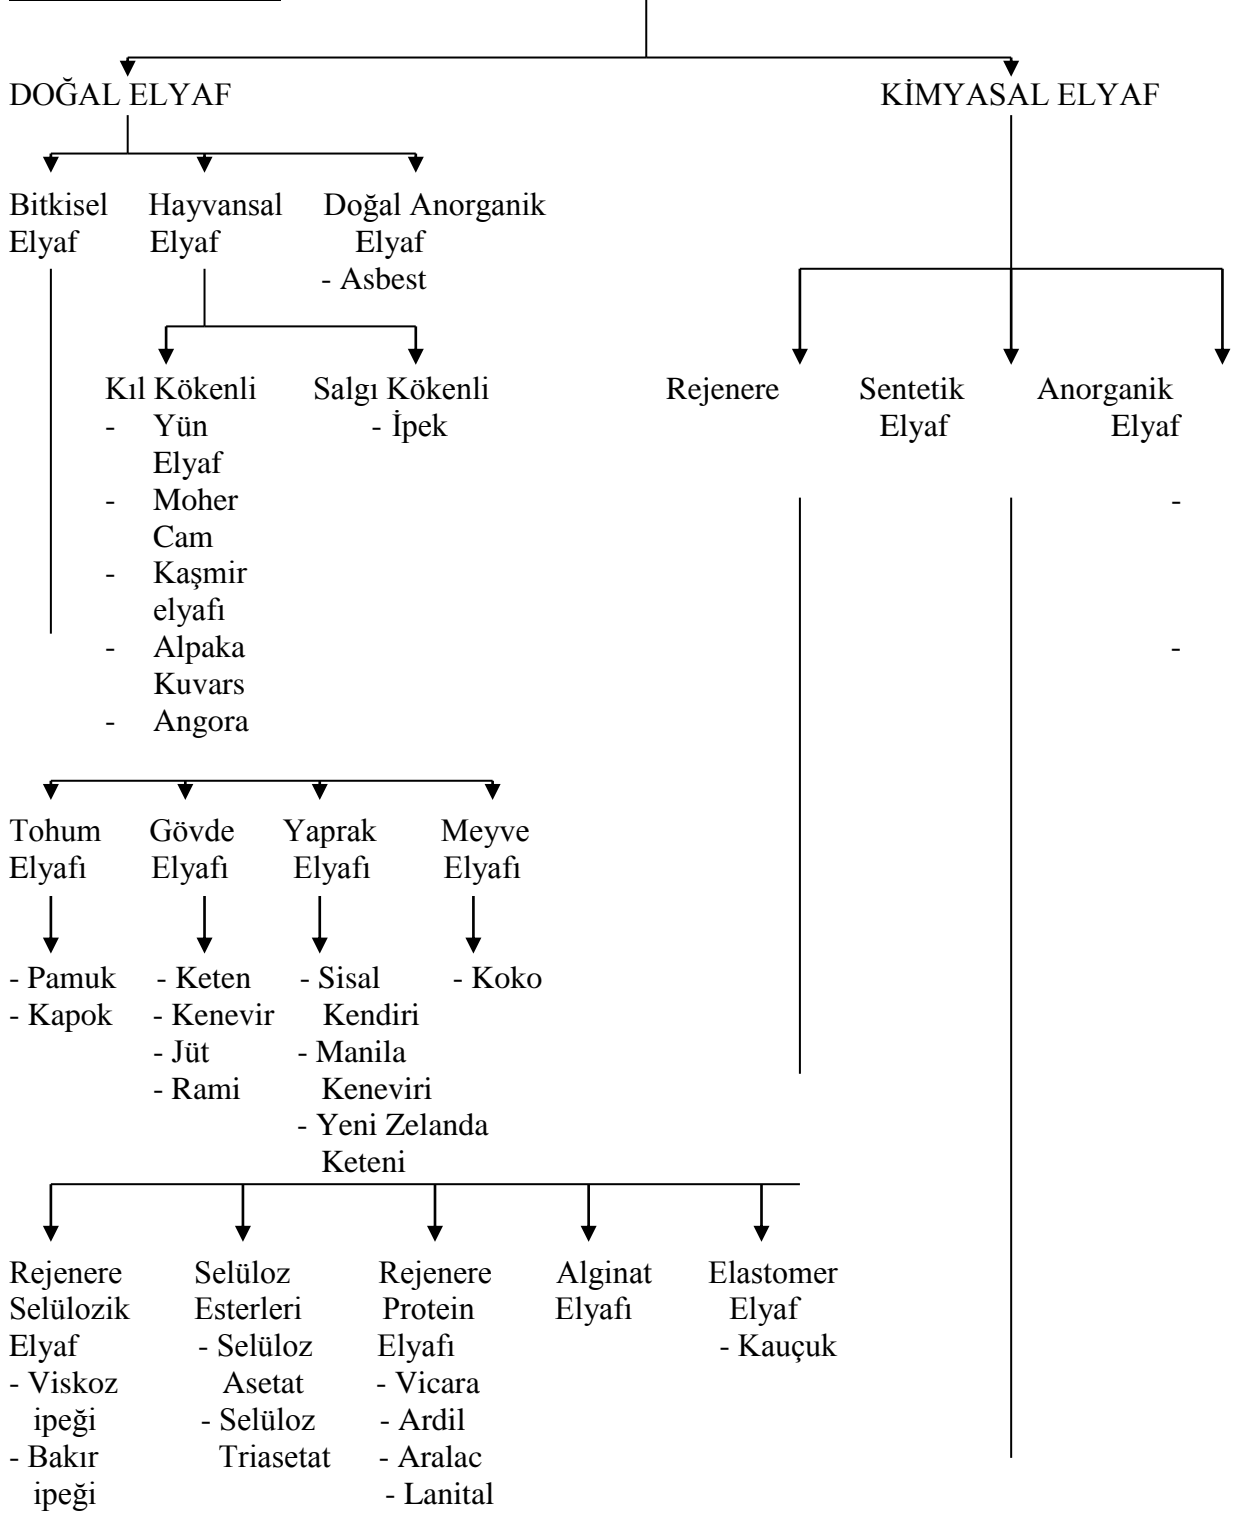 DOĞAL ELYAF KİMYASAL ELYAF
Bitkisel Hayvansal Doğal Anorganik
Elyaf Elyaf Elyaf
- Asbest
Kıl Kökenli Salgı Kökenli Rejenere Sentetik Anorganik
- Yün - İpek Elyaf Elyaf
Elyaf
- Moher -
Cam
- Kaşmir
elyafı
- Alpaka -
Kuvars
- Angora
Tohum Gövde Yaprak Meyve
Elyafı Elyafı Elyafı Elyafı
- Pamuk - Keten - Sisal - Koko
- Kapok - Kenevir Kendiri
- Jüt - Manila
- Rami Keneviri
- Yeni Zelanda
Keteni
Rejenere Selüloz Rejenere Alginat Elastomer
Selülozik Esterleri Protein Elyafı Elyaf
Elyaf - Selüloz Elyafı - Kauçuk
- Viskoz Asetat - Vicara
ipeği - Selüloz - Ardil
- Bakır Triasetat - Aralac
ipeği - Lanital